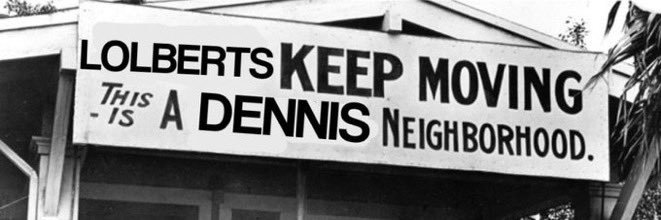 LOLBERTS KEEP MOVING
THIS - IS A DENNIS NEIGHBORHOOD.